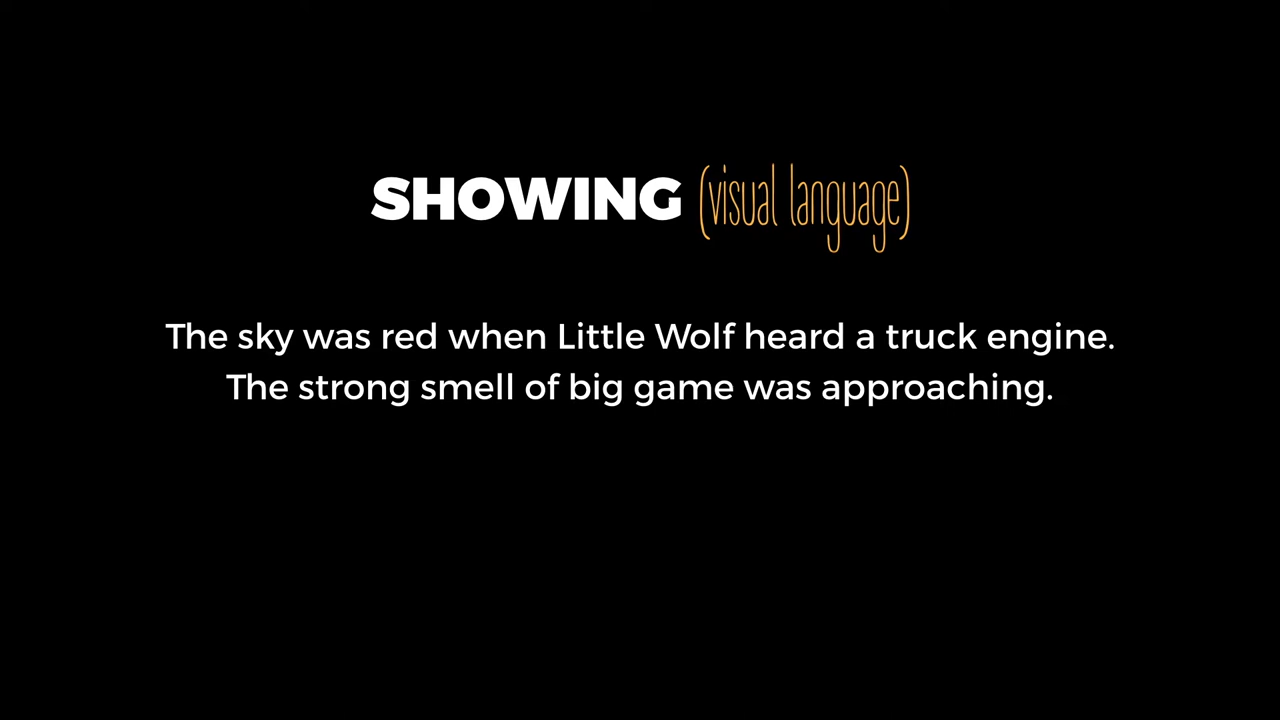 SHOWING (visual language)
The sky was red when Little Wolf heard a truck engine.
The strong smell of big game was approaching.